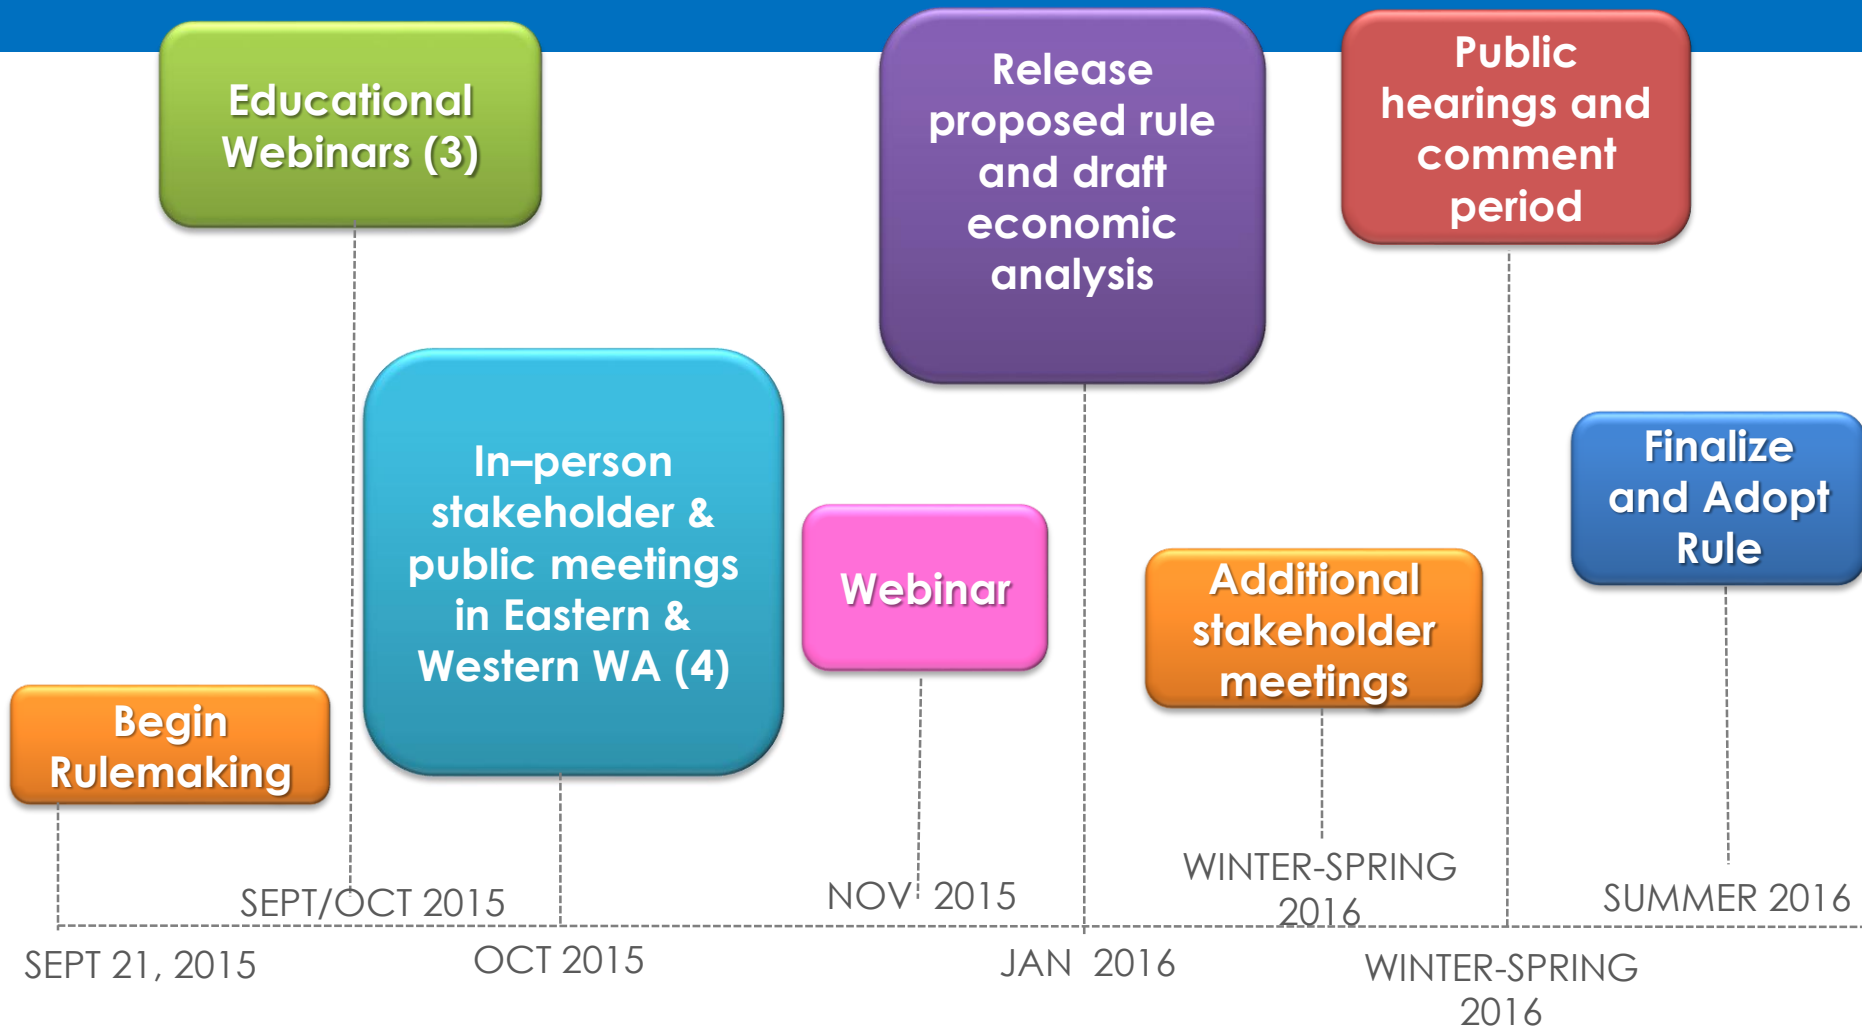 Educational
Webinars (3)
Release
proposed rule
and draft
economic
analysis
Public
hearings and
comment
period
In–person
stakeholder &
public meetings
in Eastern &
Western WA (4)
Webinar
Additional
stakeholder
meetings
Finalize
and Adopt
Rule
Begin
Rulemaking
SEPT 21, 2015
SEPT/OCT 2015
OCT 2015
NOV 2015
JAN 2016
WINTER-SPRING
2016
WINTER-SPRING
2016
SUMMER 2016